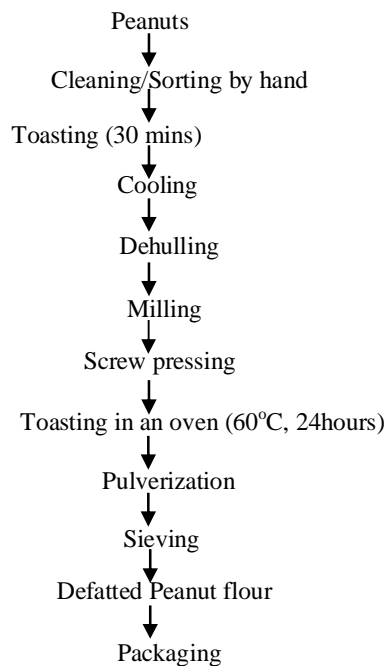 Peanuts
Cleaning/Sorting by hand
Toasting (30 mins)
Cooling
Dehulling
Milling
Screw pressing
Toasting in an oven (60°C, 24hours)
Pulverization
Sieving
Defatted Peanut flour
Packaging